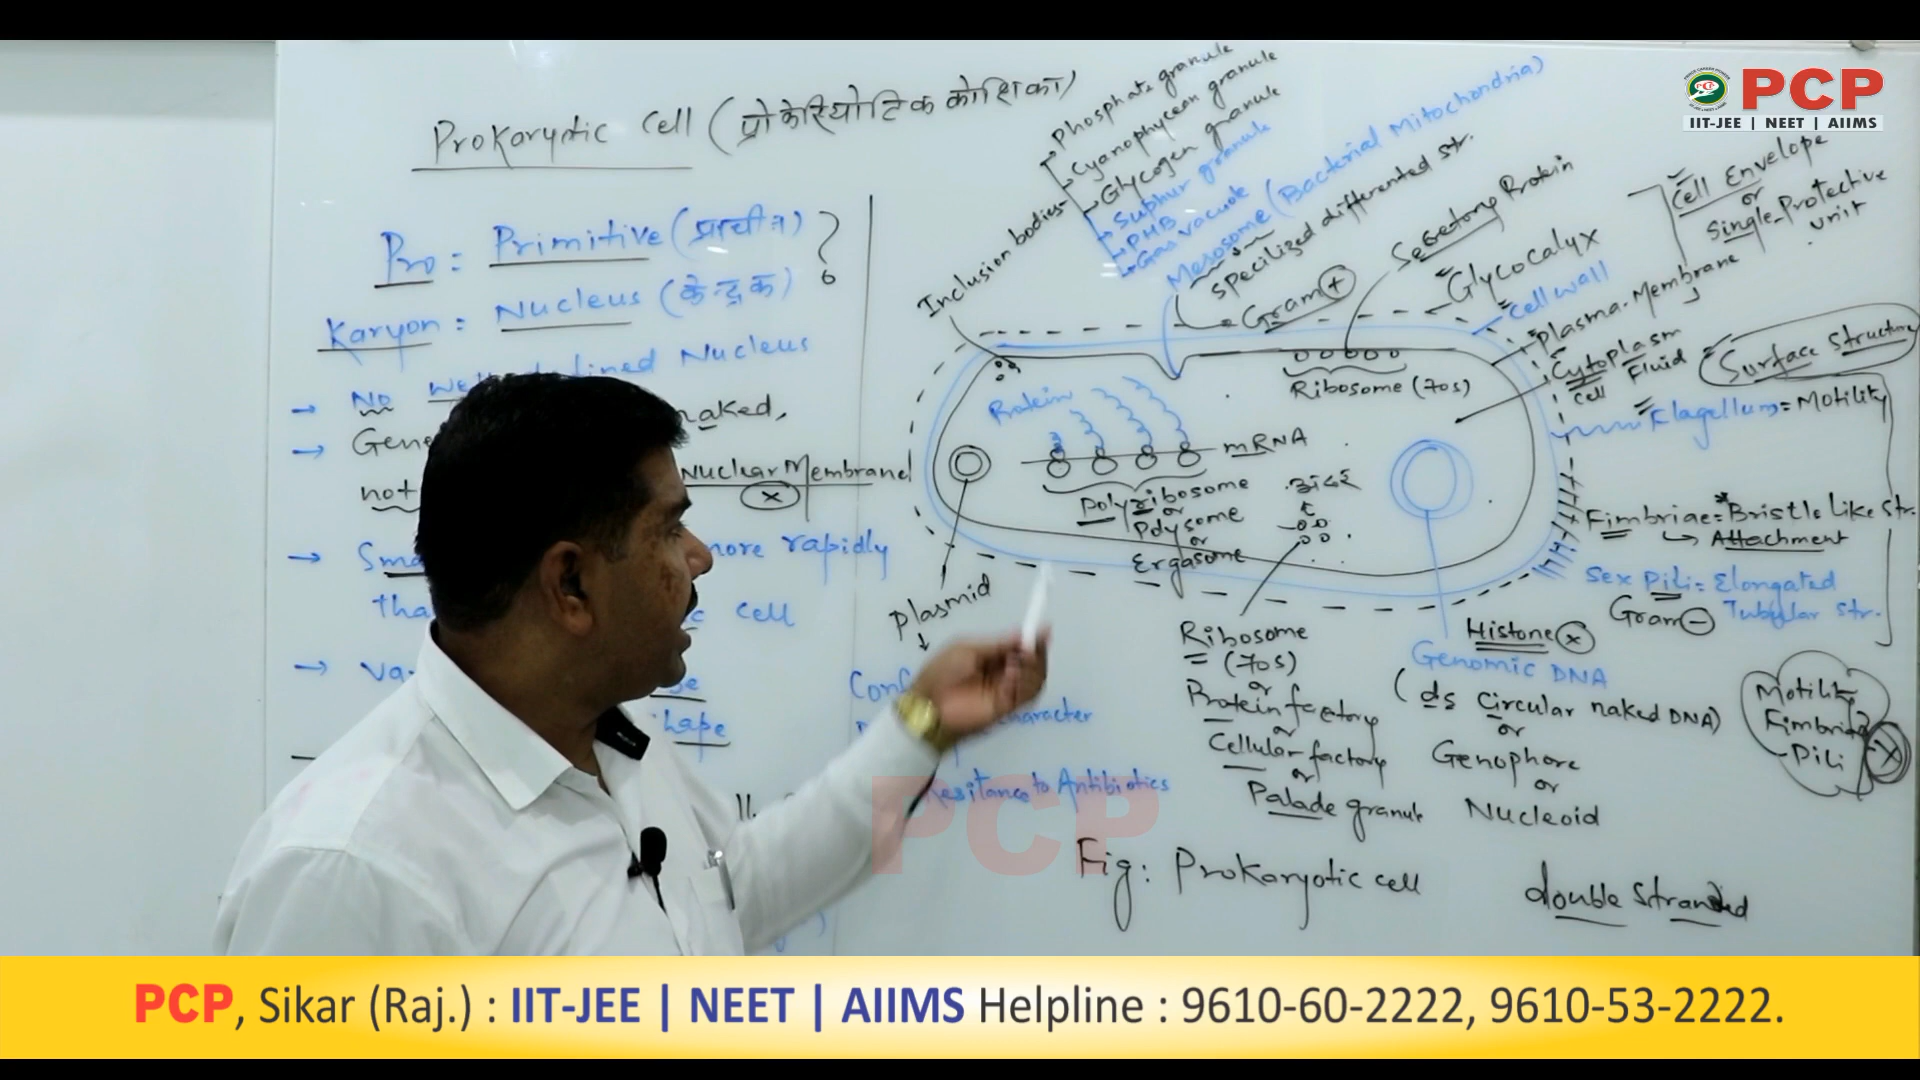 Prokaryotic Cell (प्रोकैरियोटिक कोशिका)
Pro = Primitive (प्राचीन)
Karyon = Nucleus (केन्द्रक)
→ No well defined Nucleus
→ Gene naked,
not Nuclear Membrane
(x)
→ more rapidly
cell
→ Va
Shape
Inclusion bodies
Phosphate granule
Cyanophycean granule
Glycogen granule
Sulphur granule
PHB
Gas vacuole
Mesosome (Bacterial Mitochondria)
Specilized differented str.
Gram +
Secretory Protein
Glycocalyx
Cell wall
Plasma-Membrane
Cell Envelope
or
Single Protective
unit
Cytoplasm
Cell Fluid
Surface Structure
Flagellum = Motility
Fimbriae = Bristle Like Str.
↳ Attachment
Sex Pili = Elongated
Tubular str.
Gram -
Motility
Fimbriae
Pili
X
Ribosome (70s)
Protein
mRNA
Polyribosome
or
Polysome
or
Ergasome
Plasmid
↓
character
Resitance to Antibiotics
Ribosome
(70s)
or
Protein factory
or
Cellular factory
or
Palade granule
Histone (x)
Genomic DNA
(ds Circular naked DNA)
or
Genophore
or
Nucleoid
Fig: Prokaryotic cell
double stranded
PCP
IIT-JEE | NEET | AIIMS
PCP
PCP, Sikar (Raj.) : IIT-JEE | NEET | AIIMS Helpline : 9610-60-2222, 9610-53-2222.